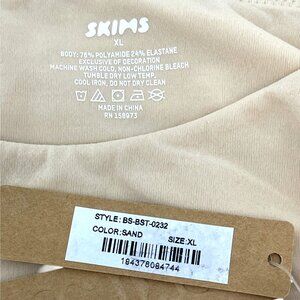 SKIMS
XL
BODY: 76% POLYAMIDE 24% ELASTANE
EXCLUSIVE OF DECORATION
MACHINE WASH COLD, NON-CHLORINE BLEACH
TUMBLE DRY LOW TEMP.
COOL IRON, DO NOT DRY CLEAN
MADE IN CHINA
RN 158973
STYLE: BS-BST-0232
COLOR:SAND SIZE:XL
194376094744